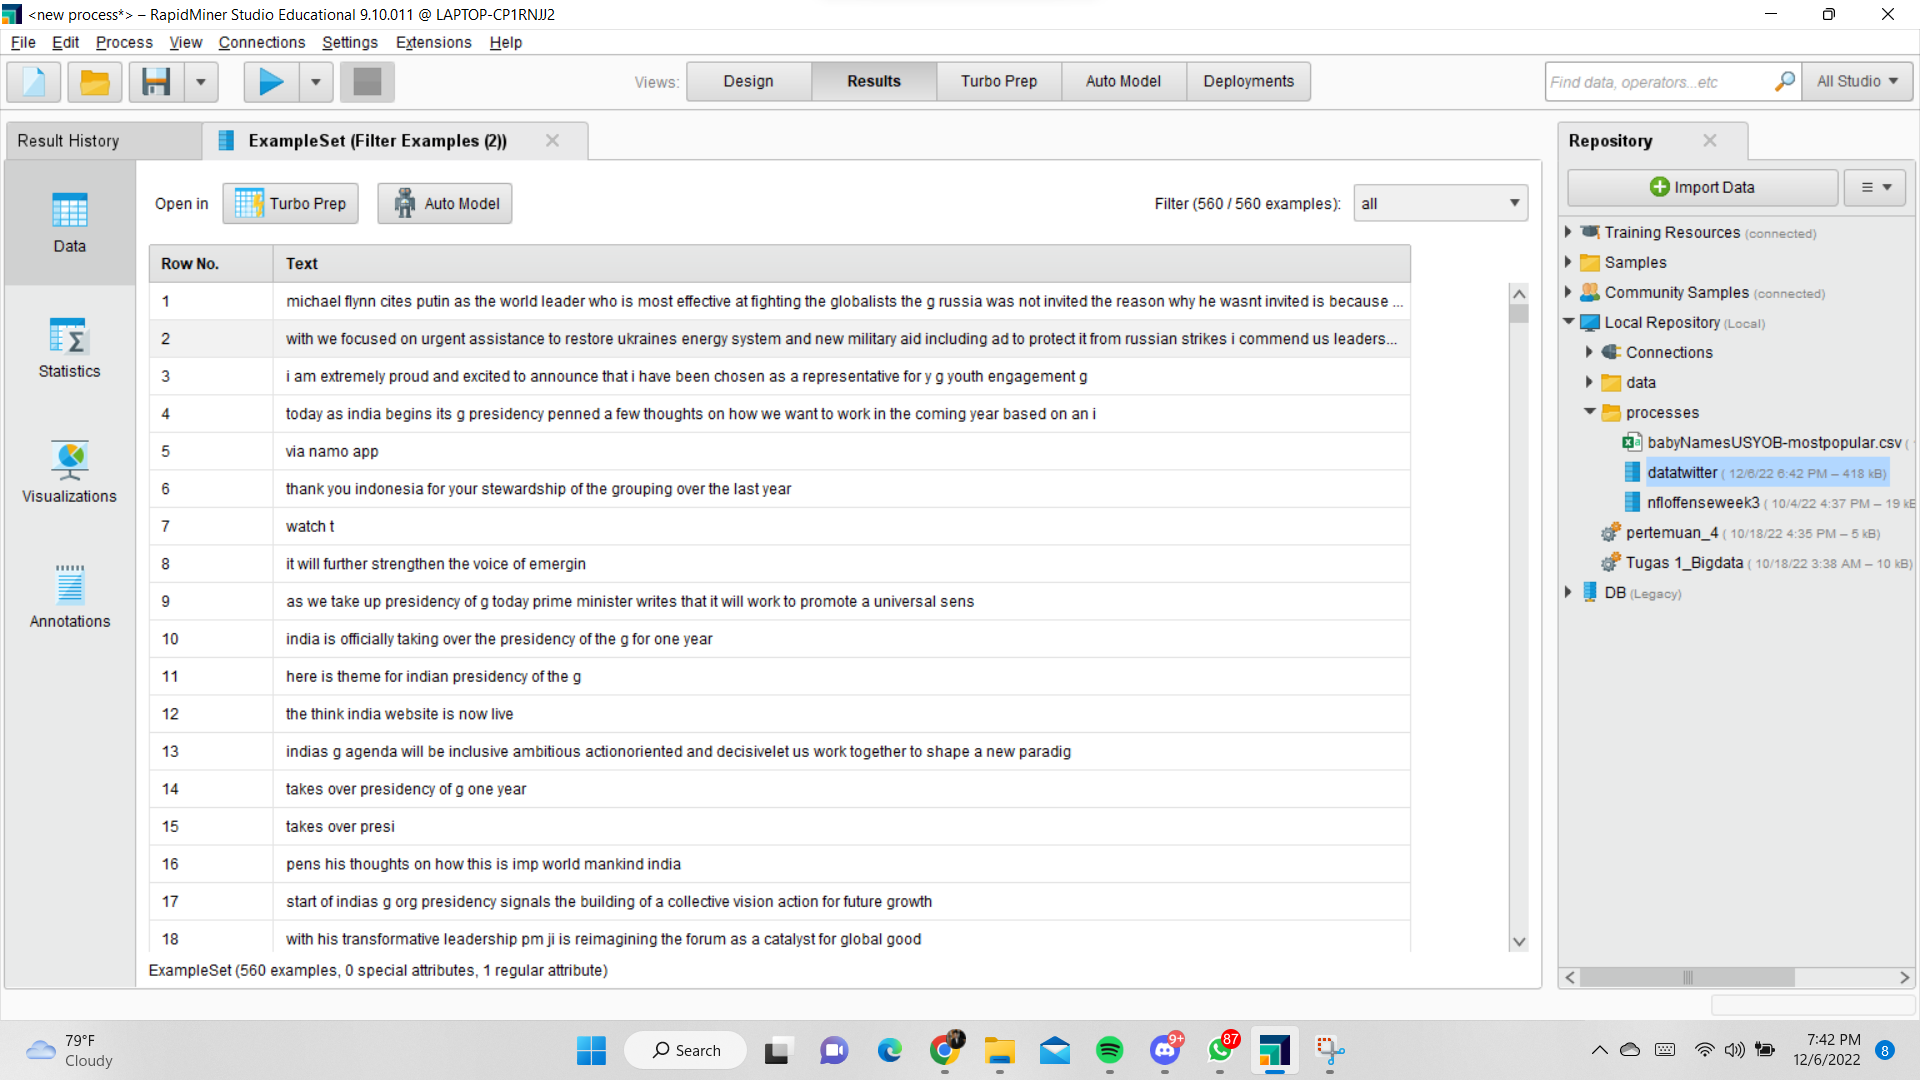 <new process*> – RapidMiner Studio Educational 9.10.011 @ LAPTOP-CP1RNJJ2
File Edit Process View Connections Settings Extensions Help
Views: Design Results Turbo Prep Auto Model Deployments
Find data, operators...etc
All Studio
Result History
ExampleSet (Filter Examples (2))
Data
Statistics
Visualizations
Annotations
Open in Turbo Prep Auto Model
Filter (560 / 560 examples): all
Row No. Text
1 michael flynn cites putin as the world leader who is most effective at fighting the globalists the g russia was not invited the reason why he wasnt invited is because ...
2 with we focused on urgent assistance to restore ukraines energy system and new military aid including ad to protect it from russian strikes i commend us leaders...
3 i am extremely proud and excited to announce that i have been chosen as a representative for y g youth engagement g
4 today as india begins its g presidency penned a few thoughts on how we want to work in the coming year based on an i
5 via namo app
6 thank you indonesia for your stewardship of the grouping over the last year
7 watch t
8 it will further strengthen the voice of emergin
9 as we take up presidency of g today prime minister writes that it will work to promote a universal sens
10 india is officially taking over the presidency of the g for one year
11 here is theme for indian presidency of the g
12 the think india website is now live
13 indias g agenda will be inclusive ambitious actionoriented and decisivelet us work together to shape a new paradig
14 takes over presidency of g one year
15 takes over presi
16 pens his thoughts on how this is imp world mankind india
17 start of indias g org presidency signals the building of a collective vision action for future growth
18 with his transformative leadership pm ji is reimagining the forum as a catalyst for global good
ExampleSet (560 examples, 0 special attributes, 1 regular attribute)
Repository
Import Data
Training Resources (connected)
Samples
Community Samples (connected)
Local Repository (Local)
Connections
data
processes
babyNamesUSYOB-mostpopular.csv (
datatwitter ( 12/6/22 6:42 PM – 418 kB)
nfloffenseweek3 ( 10/4/22 4:37 PM – 19 kB
pertemuan_4 ( 10/18/22 4:35 PM – 5 kB)
Tugas 1_Bigdata ( 10/18/22 3:38 AM – 10 kB)
DB (Legacy)
79°F
Cloudy
Search
9+
87
7:42 PM
12/6/2022
8